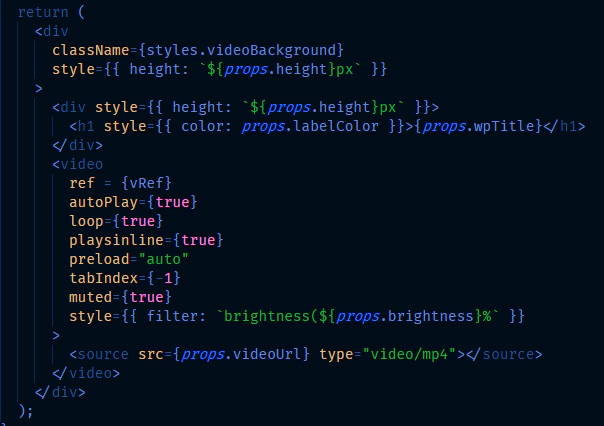 return (
<div
className={styles.videoBackground}
style={{ height: `${props.height}px` }}
>
<div style={{ height: `${props.height}px` }}>
<h1 style={{ color: props.labelColor }}>{props.wpTitle}</h1>
</div>
<video
ref = {vRef}
autoPlay={true}
loop={true}
playsinline={true}
preload="auto"
tabIndex={-1}
muted={true}
style={{ filter: `brightness(${props.brightness}%` }}
>
<source src={props.videoUrl} type="video/mp4"></source>
</video>
</div>
);